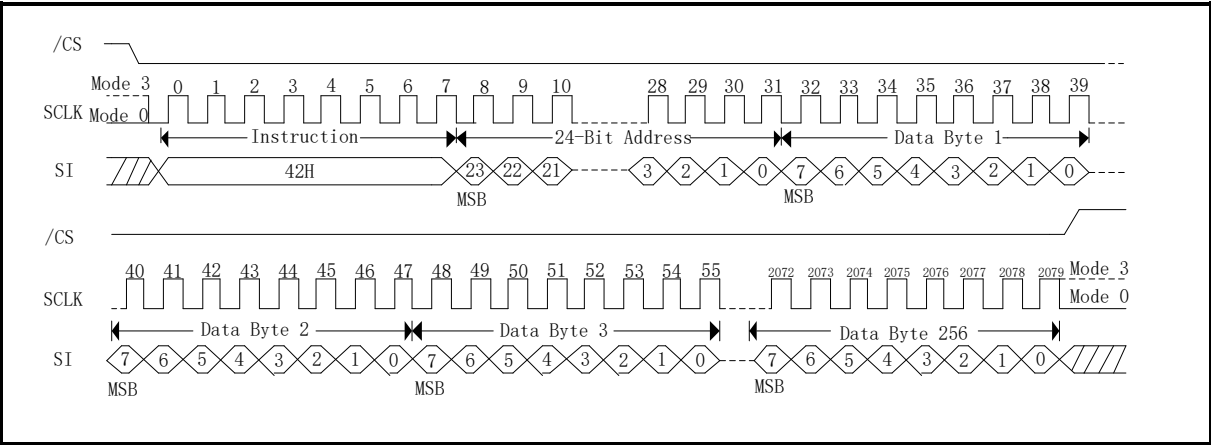 /CS
Mode 3 0 1 2 3 4 5 6 7 8 9 10 28 29 30 31 32 33 34 35 36 37 38 39
SCLK Mode 0
Instruction 24-Bit Address Data Byte 1
SI 42H 23 22 21 3 2 1 0 7 6 5 4 3 2 1 0
MSB MSB
/CS
40 41 42 43 44 45 46 47 48 49 50 51 52 53 54 55 2072 2073 2074 2075 2076 2077 2078 2079 Mode 3
SCLK Mode 0
Data Byte 2 Data Byte 3 Data Byte 256
SI 7 6 5 4 3 2 1 0 7 6 5 4 3 2 1 0 7 6 5 4 3 2 1 0
MSB MSB MSB